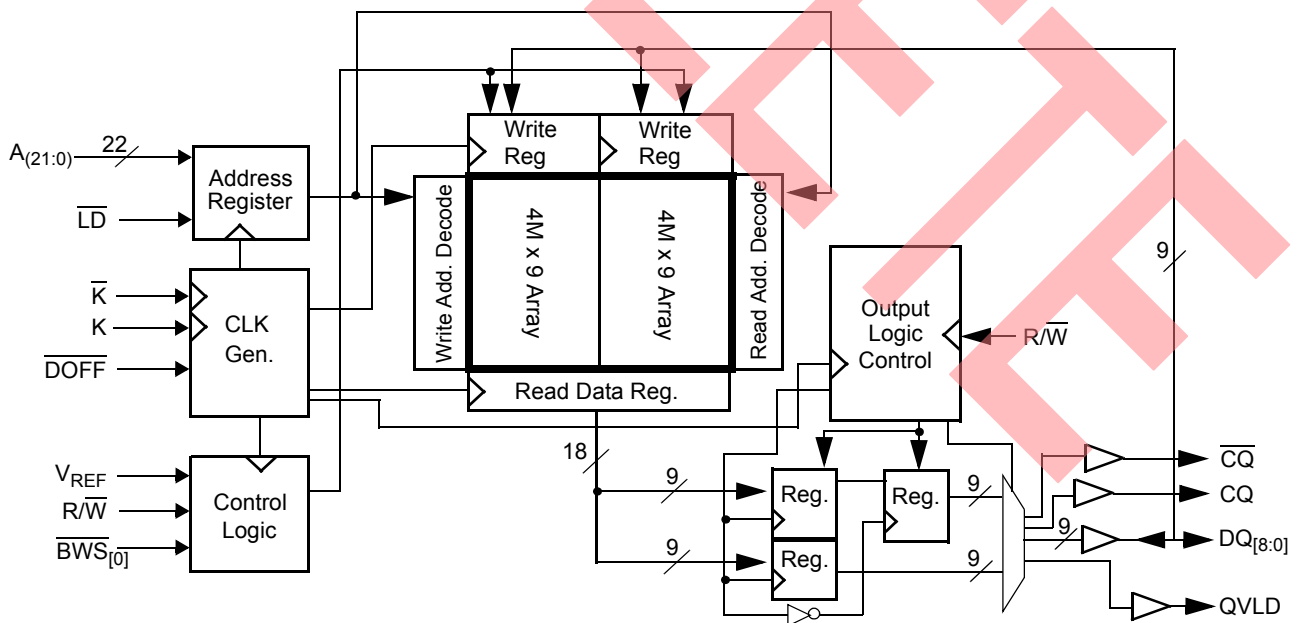 A(21:0)
22
LD
Address
Register
K
K
DOFF
CLK
Gen.
VREF
R/W
BWS[0]
Control
Logic
Write
Reg
Write
Reg
Write Add. Decode
4M x 9 Array
4M x 9 Array
Read Add. Decode
Read Data Reg.
18
9
9
Output
Logic
Control
R/W
9
Reg.
Reg.
Reg.
9
9
9
CQ
CQ
DQ[8:0]
QVLD